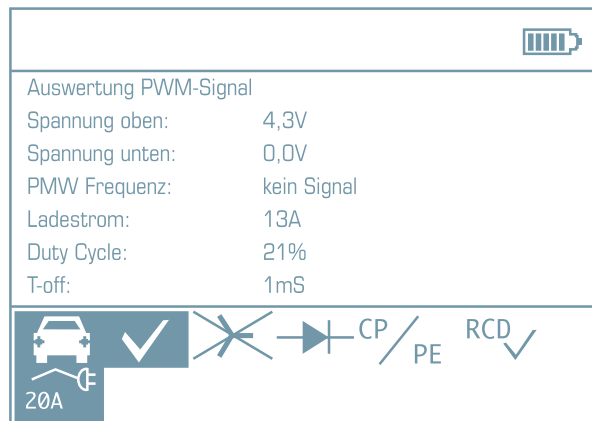 Auswertung PWM-Signal
Spannung oben: 4,3V
Spannung unten: 0,0V
PMW Frequenz: kein Signal
Ladestrom: 13A
Duty Cycle: 21%
T-off: 1mS
CP/PE RCD
20A